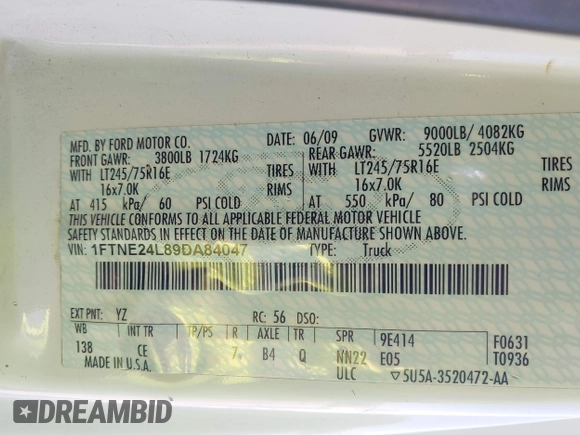 MFD. BY FORD MOTOR CO. DATE: 06/09 GVWR: 9000LB/ 4082KG
FRONT GAWR: 3800LB 1724KG REAR GAWR: 5520LB 2504KG
WITH LT245/75R16E TIRES WITH LT245/75R16E TIRES
16x7.0K RIMS 16x7.0K RIMS
AT 415 kPa/ 60 PSI COLD AT 550 kPa/ 80 PSI COLD
THIS VEHICLE CONFORMS TO ALL APPLICABLE FEDERAL MOTOR VEHICLE
SAFETY STANDARDS IN EFFECT ON THE DATE OF MANUFACTURE SHOWN ABOVE.
VIN: 1FTNE24L89DA84047 TYPE: Truck
EXT PNT: YZ RC: 56 DSO:
WB INT TR TP/PS R AXLE TR SPR 9E414 F0631
138 CE 7 B4 Q NN22 E05 T0936
MADE IN U.S.A. ULC ▽5U5A-3520472-AA
DREAMBID